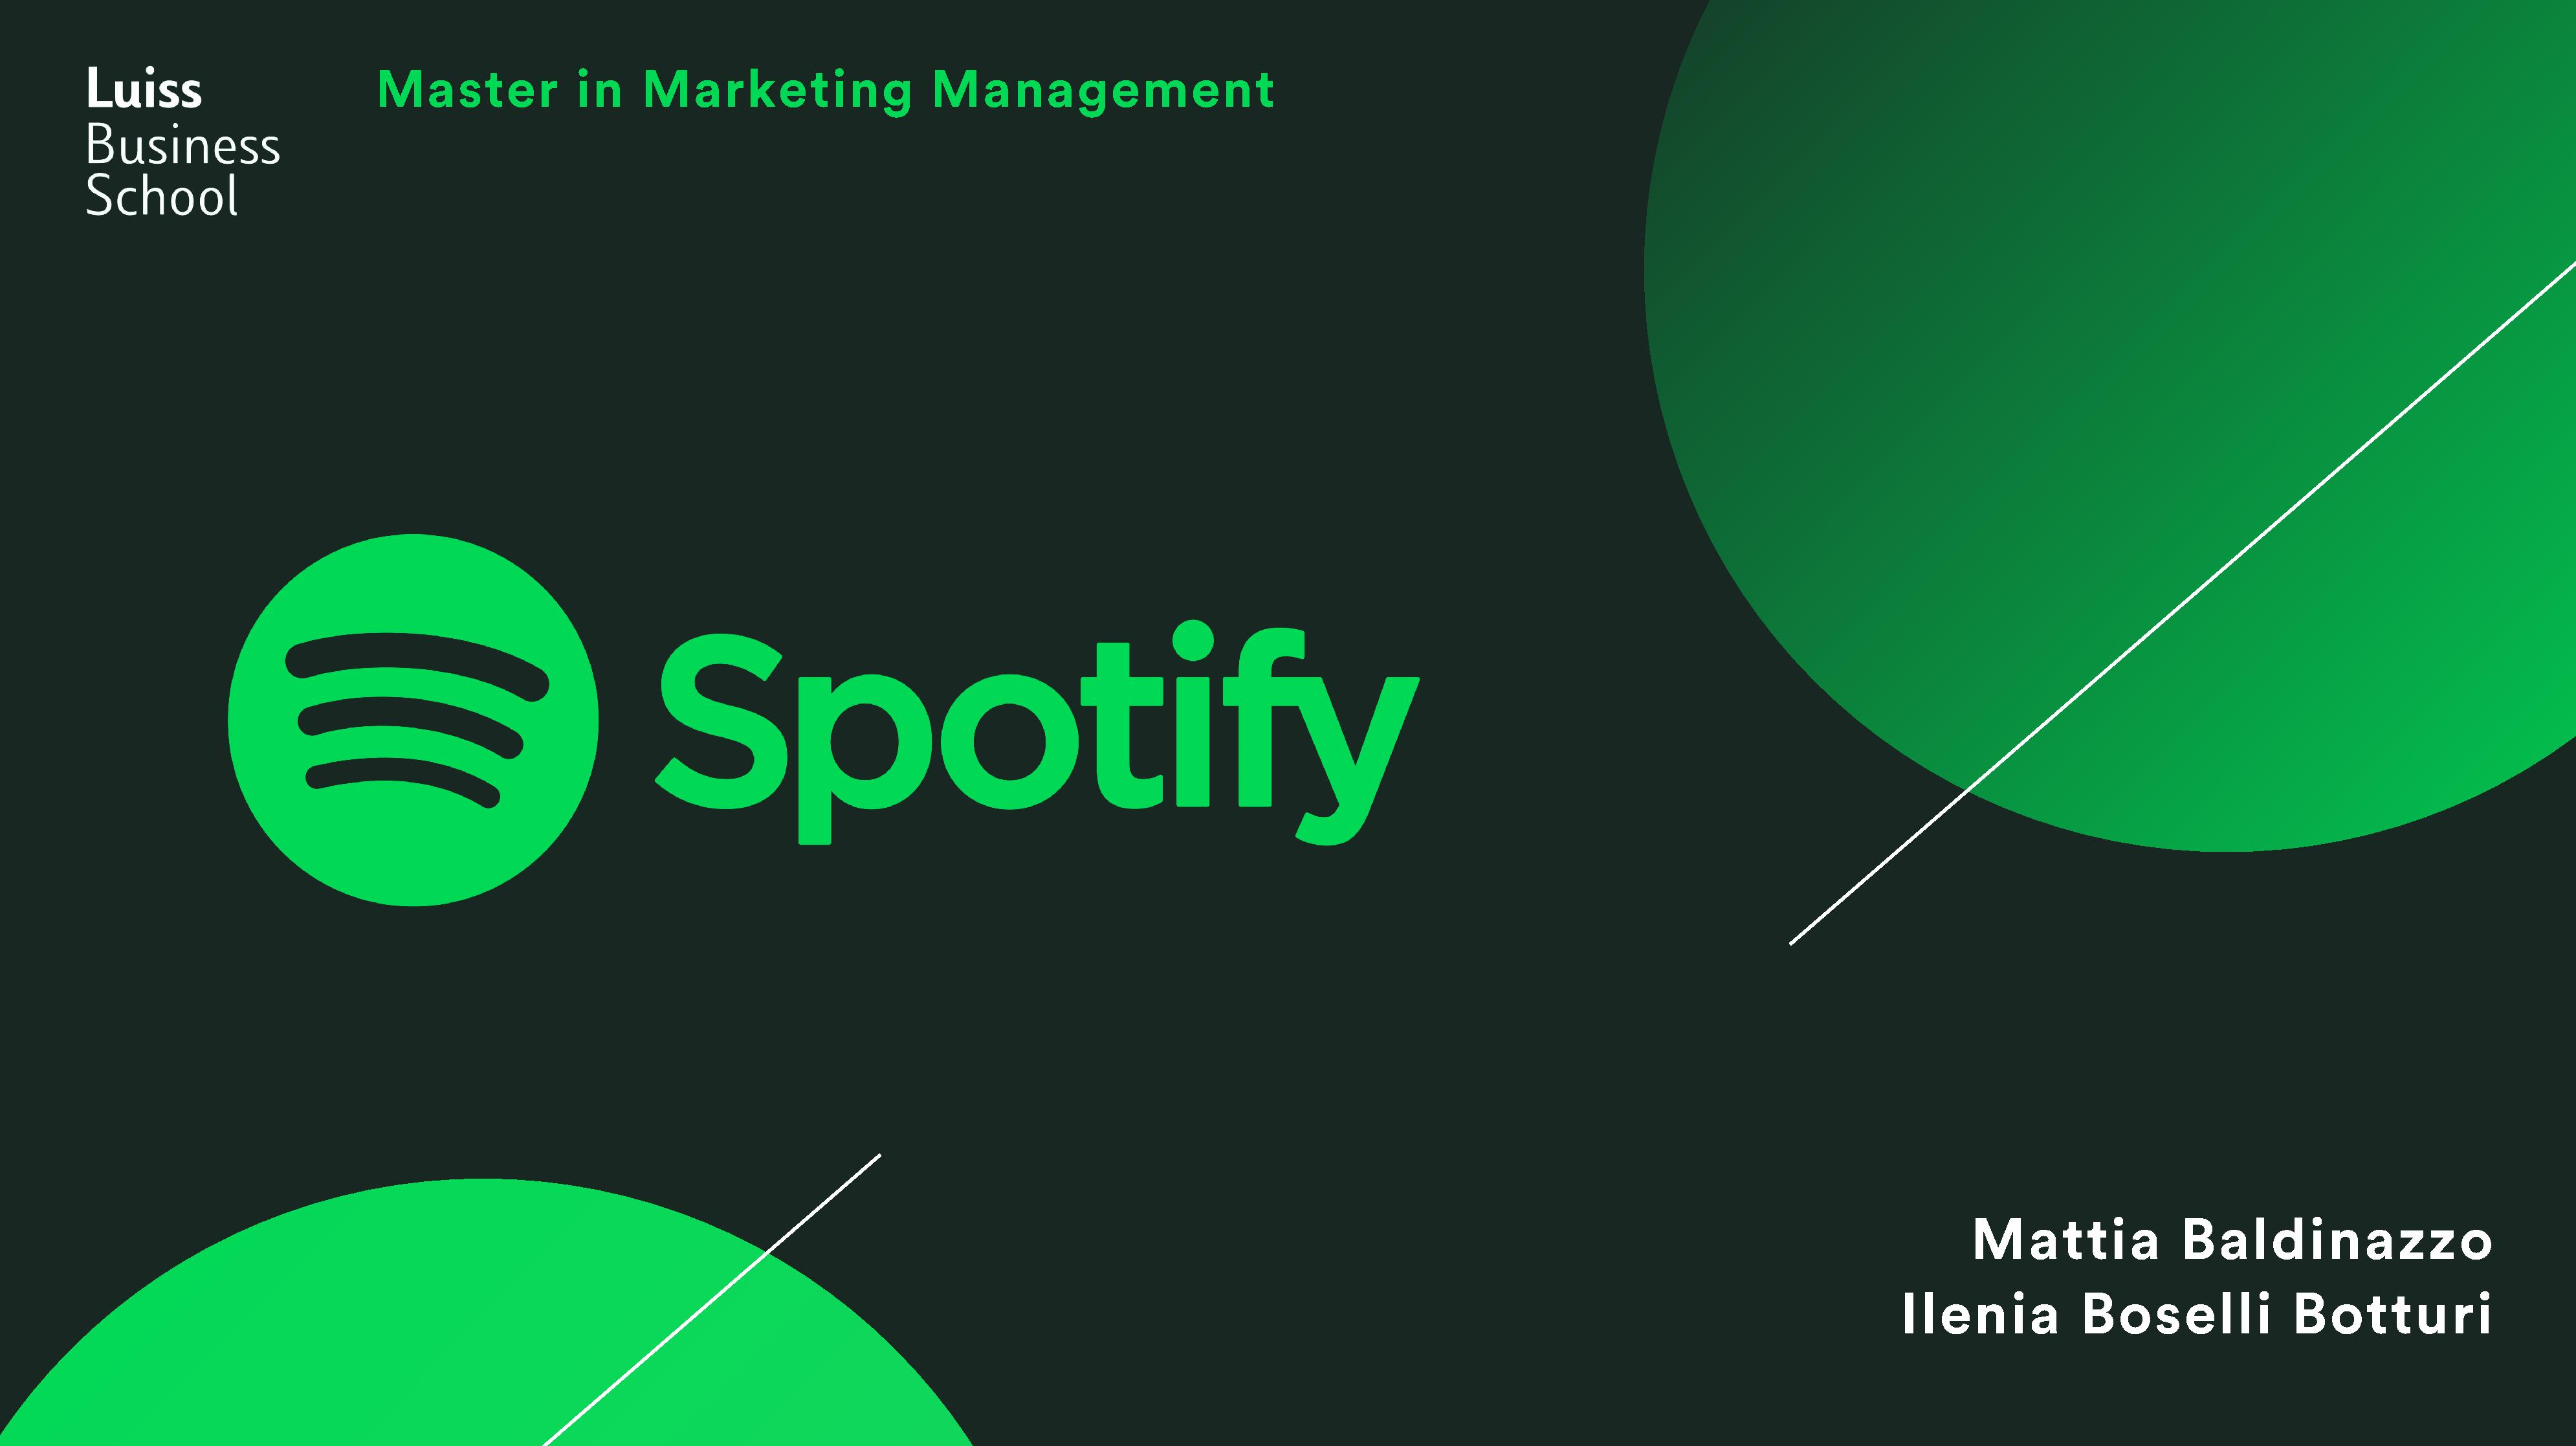 Luiss
Business
School
Master in Marketing Management
Spotify
Mattia Baldinazzo
Ilenia Boselli Botturi